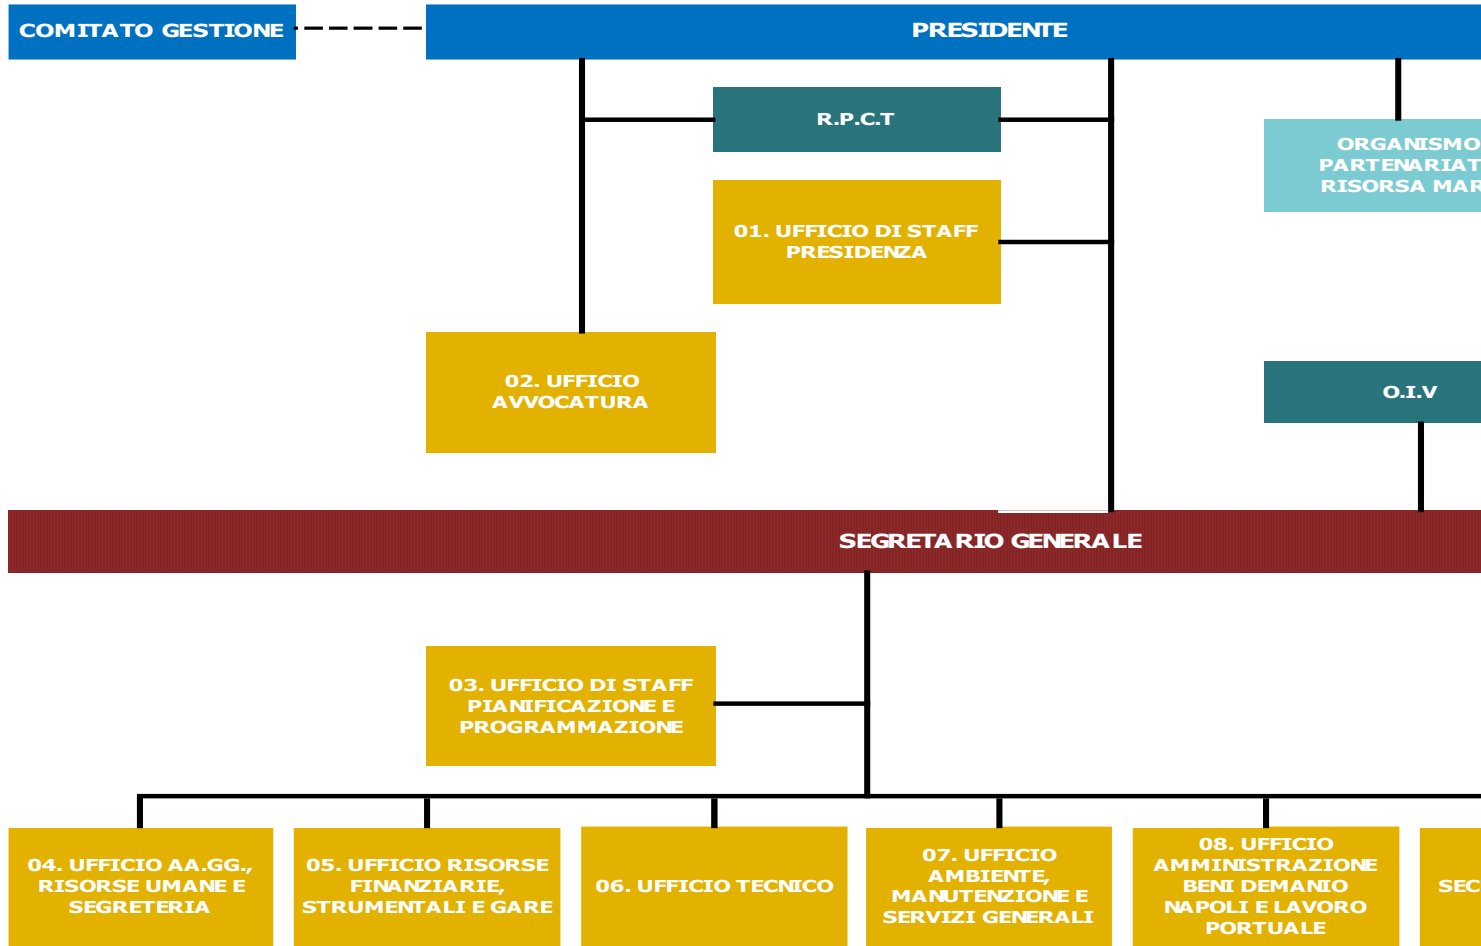 COMITATO GESTIONE
PRESIDENTE
R.P.C.T
ORGANISMO
PARTENARIAT
RISORSA MAR
01. UFFICIO DI STAFF
PRESIDENZA
02. UFFICIO
AVVOCATURA
O.I.V
SEGRETARIO GENERALE
03. UFFICIO DI STAFF
PIANIFICAZIONE E
PROGRAMMAZIONE
04. UFFICIO AA.GG.,
RISORSE UMANE E
SEGRETERIA
05. UFFICIO RISORSE
FINANZIARIE,
STRUMENTALI E GARE
06. UFFICIO TECNICO
07. UFFICIO
AMBIENTE,
MANUTENZIONE E
SERVIZI GENERALI
08. UFFICIO
AMMINISTRAZIONE
BENI DEMANIO
NAPOLI E LAVORO
PORTUALE
SEC